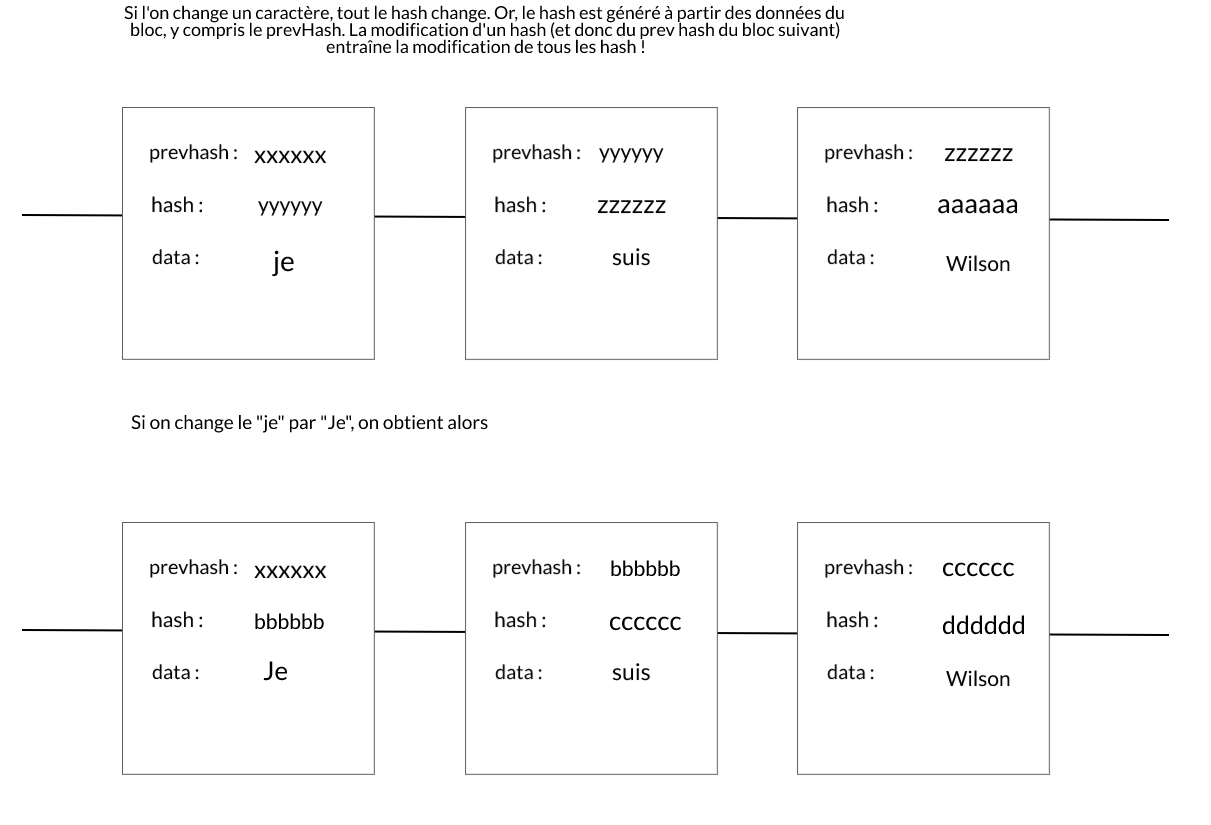 Si l'on change un caractère, tout le hash change. Or, le hash est généré à partir des données du
bloc, y compris le prevHash. La modification d'un hash (et donc du prev hash du bloc suivant)
entraîne la modification de tous les hash !
prevhash : xxxxxx
hash : yyyyyy
data : je
prevhash : yyyyyy
hash : zzzzzz
data : suis
prevhash : zzzzzz
hash : aaaaaa
data : Wilson
Si on change le "je" par "Je", on obtient alors
prevhash : xxxxxx
hash : bbbbbb
data : Je
prevhash : bbbbbb
hash : cccccc
data : suis
prevhash : cccccc
hash : dddddd
data : Wilson